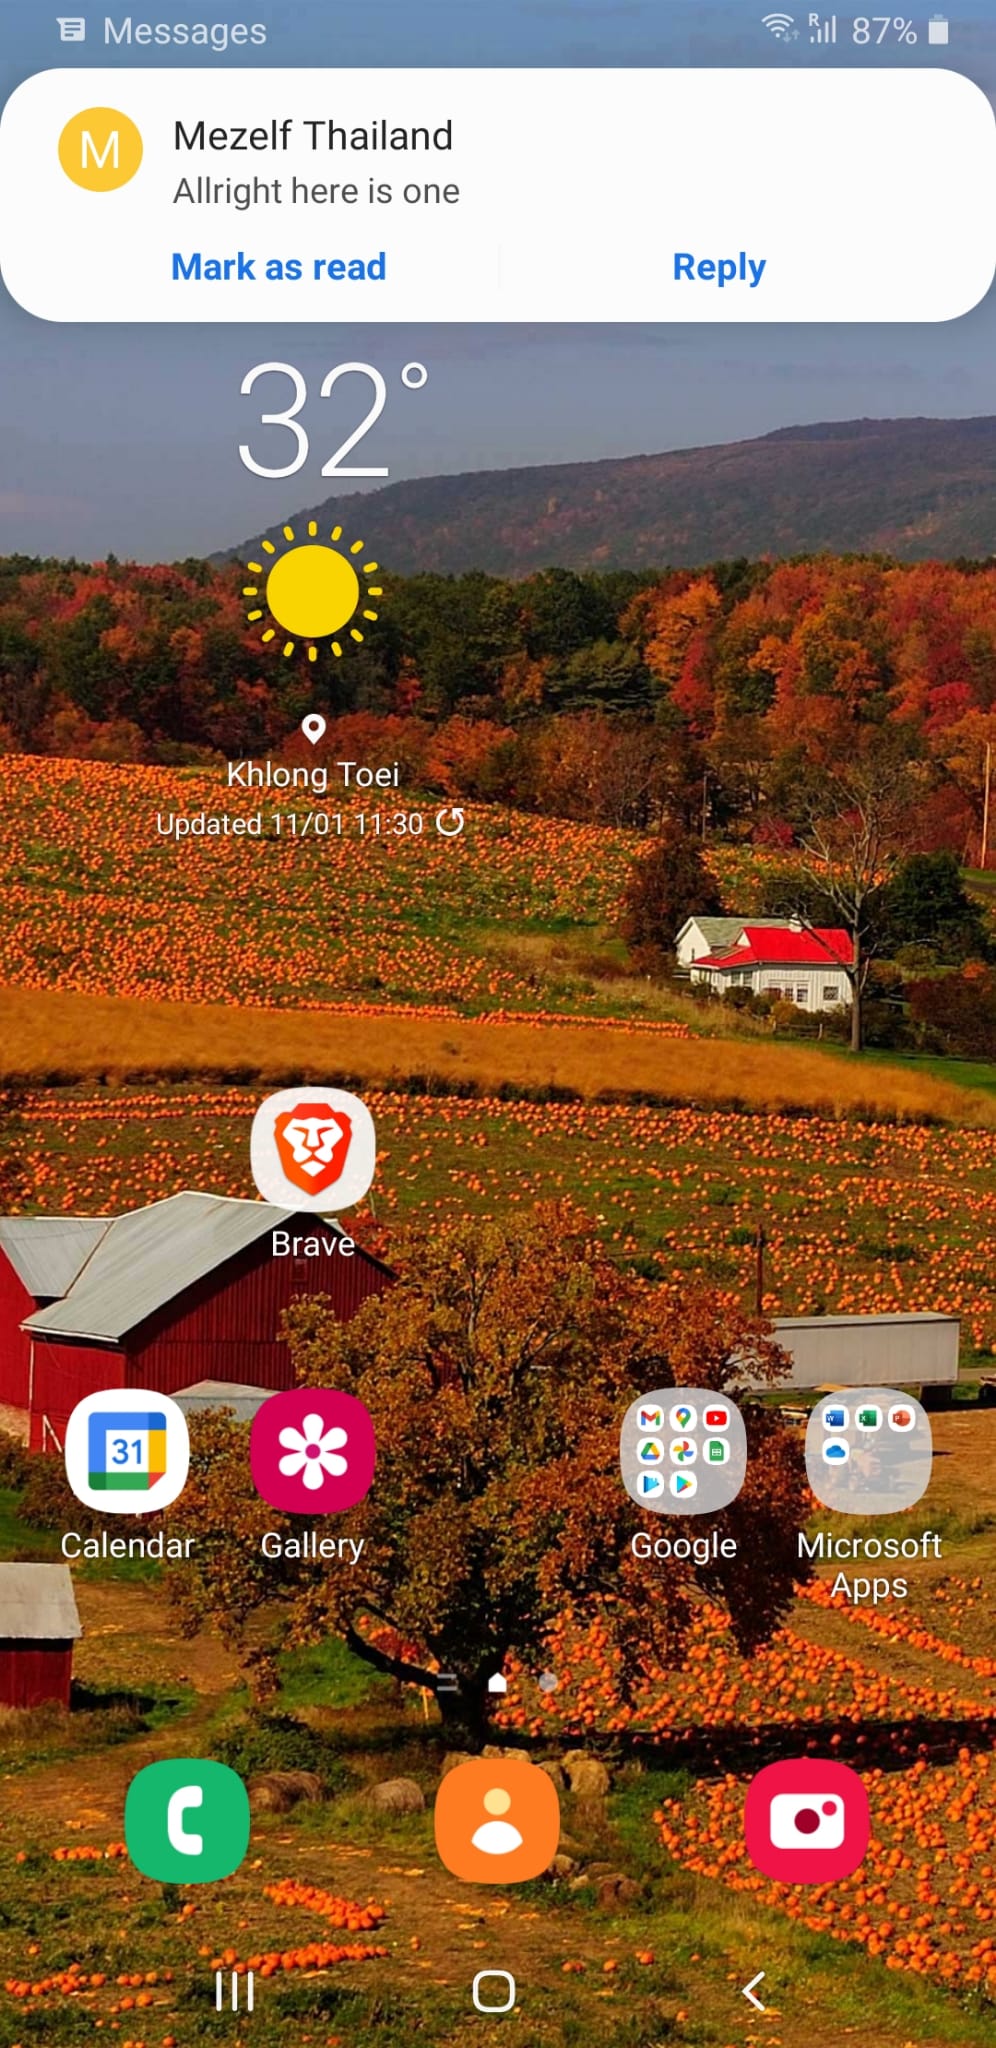 Messages
R
87%
M
Mezelf Thailand
Allright here is one
Mark as read
Reply
32°
Khlong Toei
Updated 11/01 11:30
Brave
31
Calendar
Gallery
Google
Microsoft
Apps